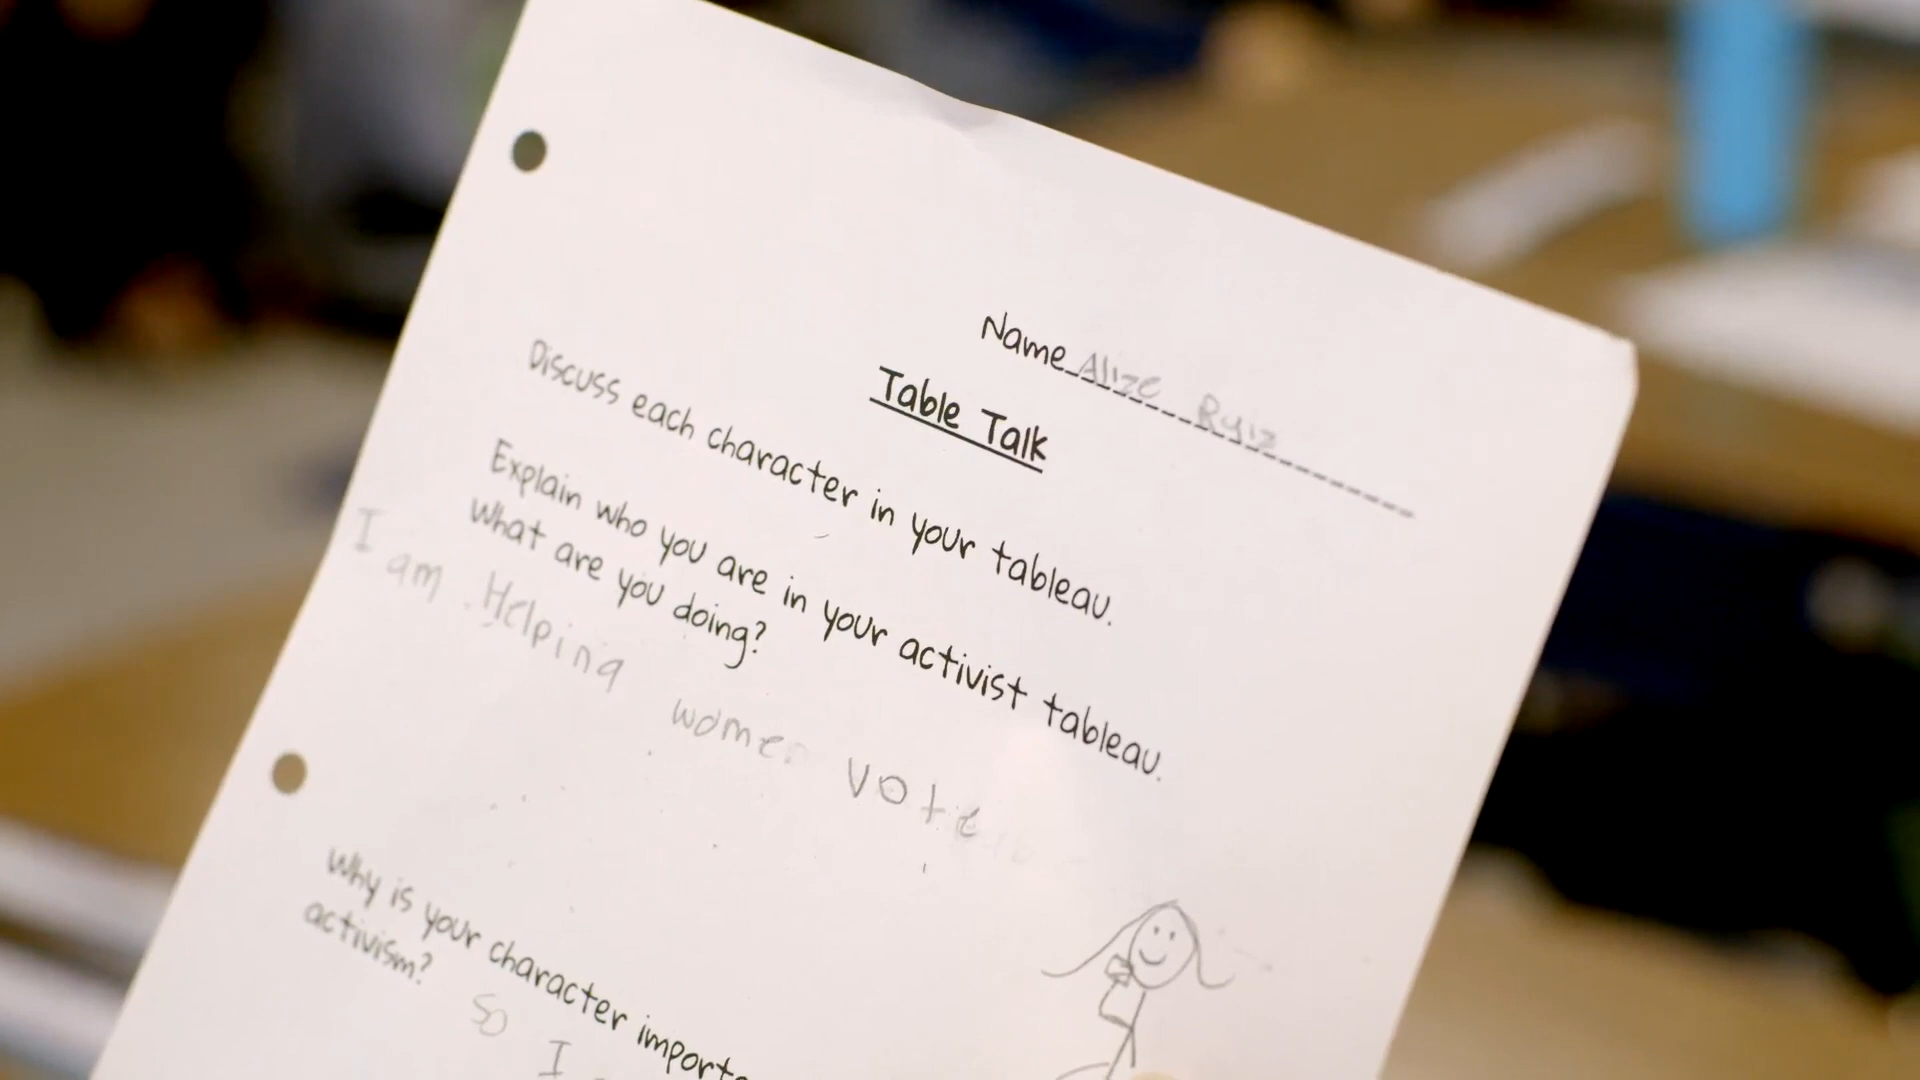 Name Alize Ruiz
Table Talk
Discuss each character in your tableau.
Explain who you are in your activist tableau.
What are you doing?
I am Helping women vote
Why is your character
activism?
So I